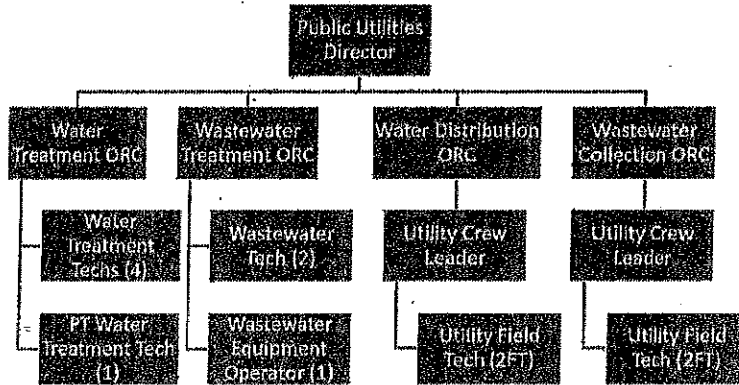 Public Utilities
Director
Water
Treatment ORC
Wastewater
Treatment ORC
Water Distribution
ORC
Wastewater
Collection ORC
Water
Treatment
Techs (4)
Wastewater
Tech (2)
Utility Crew
Leader
Utility Crew
Leader
PT Water
Treatment Tech
(1)
Wastewater
Equipment
Operator (1)
Utility Field
Tech (2FT)
Utility Field
Tech (2FT)